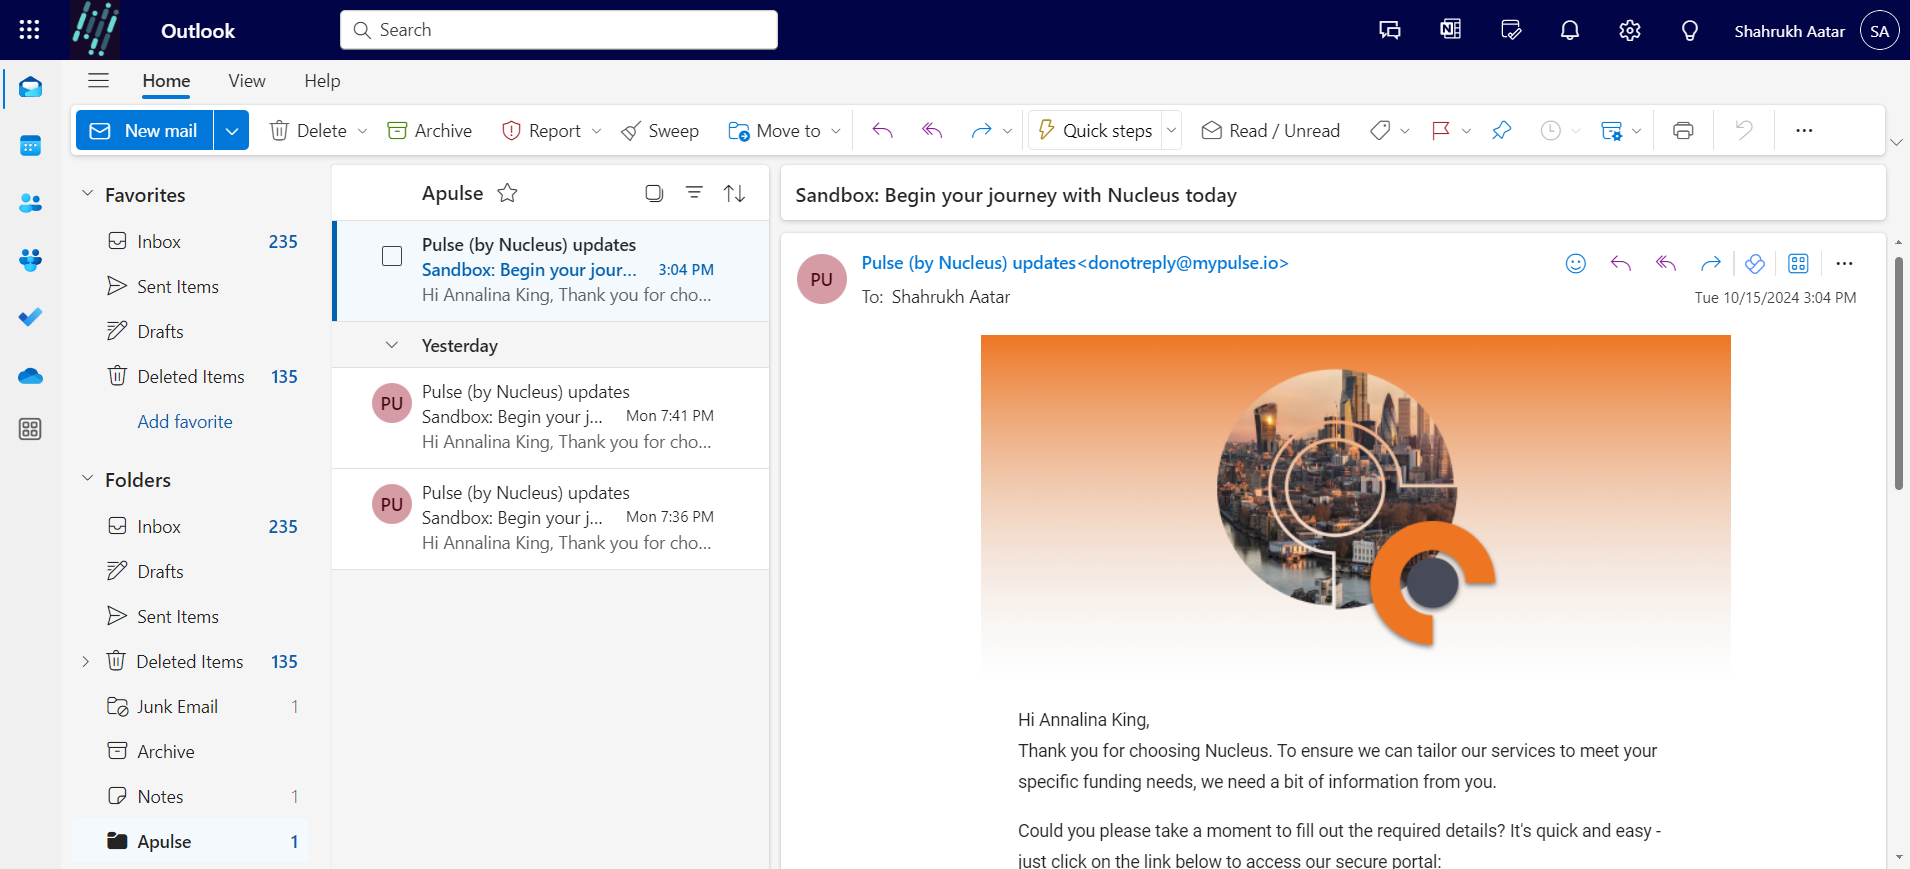 Outlook
Search
Shahrukh Aatar
SA
Home
View
Help
New mail
Delete
Archive
Report
Sweep
Move to
Quick steps
Read / Unread
Favorites
Inbox 235
Sent Items
Drafts
Deleted Items 135
Add favorite
Folders
Inbox 235
Drafts
Sent Items
Deleted Items 135
Junk Email 1
Archive
Notes 1
Apulse 1
Apulse
Pulse (by Nucleus) updates
Sandbox: Begin your jour... 3:04 PM
Hi Annalina King, Thank you for cho...
Yesterday
PU
Pulse (by Nucleus) updates
Sandbox: Begin your j... Mon 7:41 PM
Hi Annalina King, Thank you for cho...
PU
Pulse (by Nucleus) updates
Sandbox: Begin your j... Mon 7:36 PM
Hi Annalina King, Thank you for cho...
Sandbox: Begin your journey with Nucleus today
PU
Pulse (by Nucleus) updates<donotreply@mypulse.io>
To: Shahrukh Aatar
Tue 10/15/2024 3:04 PM
Hi Annalina King,
Thank you for choosing Nucleus. To ensure we can tailor our services to meet your
specific funding needs, we need a bit of information from you.
Could you please take a moment to fill out the required details? It's quick and easy -
just click on the link below to access our secure portal: